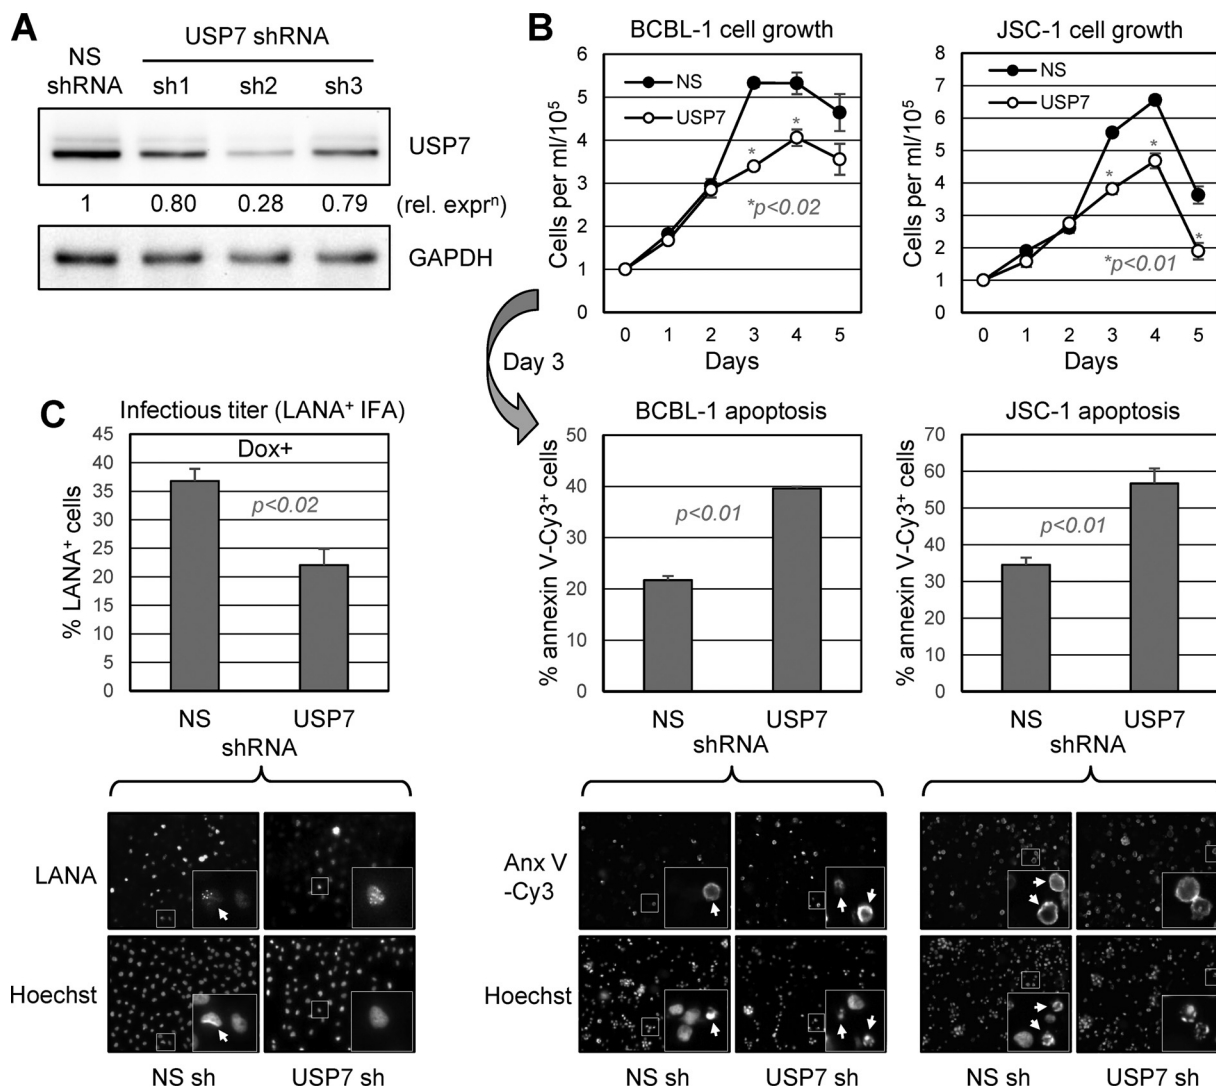 A
NS
shRNA
USP7 shRNA
sh1 sh2 sh3
USP7
1 0.80 0.28 0.79 (rel. exprⁿ)
GAPDH
B
BCBL-1 cell growth
Cells per ml/10⁵
6
5
4
3
2
1
0
NS
USP7
*
*
*p<0.02
0 1 2 3 4 5
Days
JSC-1 cell growth
Cells per ml/10⁵
8
7
6
5
4
3
2
1
0
NS
USP7
*
*
*
*p<0.01
0 1 2 3 4 5
Days
Day 3
C
Infectious titer (LANA⁺ IFA)
% LANA⁺ cells
45
40
35
30
25
20
15
10
5
0
Dox+
p<0.02
NS USP7
shRNA
BCBL-1 apoptosis
% annexin V-Cy3⁺ cells
50
40
30
20
10
0
p<0.01
NS USP7
shRNA
JSC-1 apoptosis
% annexin V-Cy3⁺ cells
70
60
50
40
30
20
10
0
p<0.01
NS USP7
shRNA
LANA
Hoechst
NS sh USP7 sh
Anx V
-Cy3
Hoechst
NS sh USP7 sh
NS sh USP7 sh